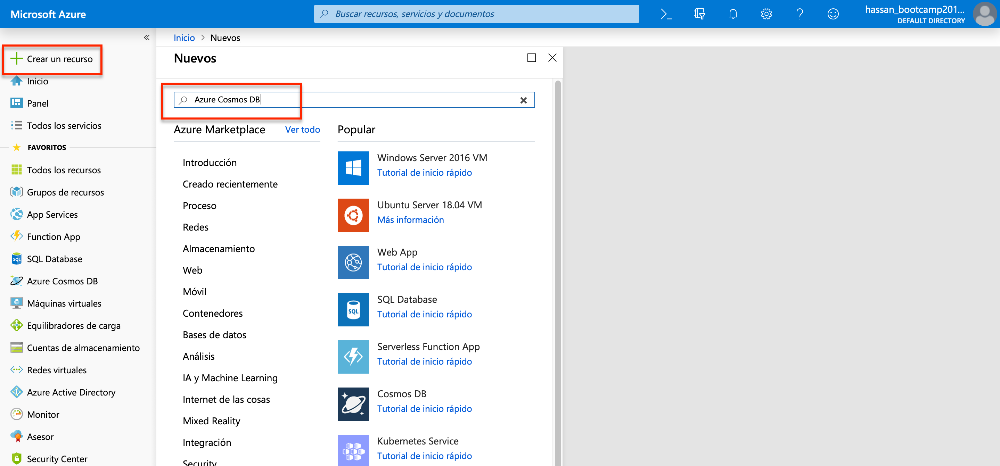 Microsoft Azure
Buscar recursos, servicios y documentos
hassan_bootcamp201...
DEFAULT DIRECTORY
Crear un recurso
Inicio
Panel
Todos los servicios
FAVORITOS
Todos los recursos
Grupos de recursos
App Services
Function App
SQL Database
Azure Cosmos DB
Máquinas virtuales
Equilibradores de carga
Cuentas de almacenamiento
Redes virtuales
Azure Active Directory
Monitor
Asesor
Security Center
Inicio > Nuevos
Nuevos
Azure Cosmos DB
Azure Marketplace
Ver todo
Introducción
Creado recientemente
Proceso
Redes
Almacenamiento
Web
Móvil
Contenedores
Bases de datos
Análisis
IA y Machine Learning
Internet de las cosas
Mixed Reality
Integración
Security
Popular
Windows Server 2016 VM
Tutorial de inicio rápido
Ubuntu Server 18.04 VM
Más información
Web App
Tutorial de inicio rápido
SQL
SQL Database
Tutorial de inicio rápido
Serverless Function App
Tutorial de inicio rápido
Cosmos DB
Tutorial de inicio rápido
Kubernetes Service
Tutorial de inicio rápido